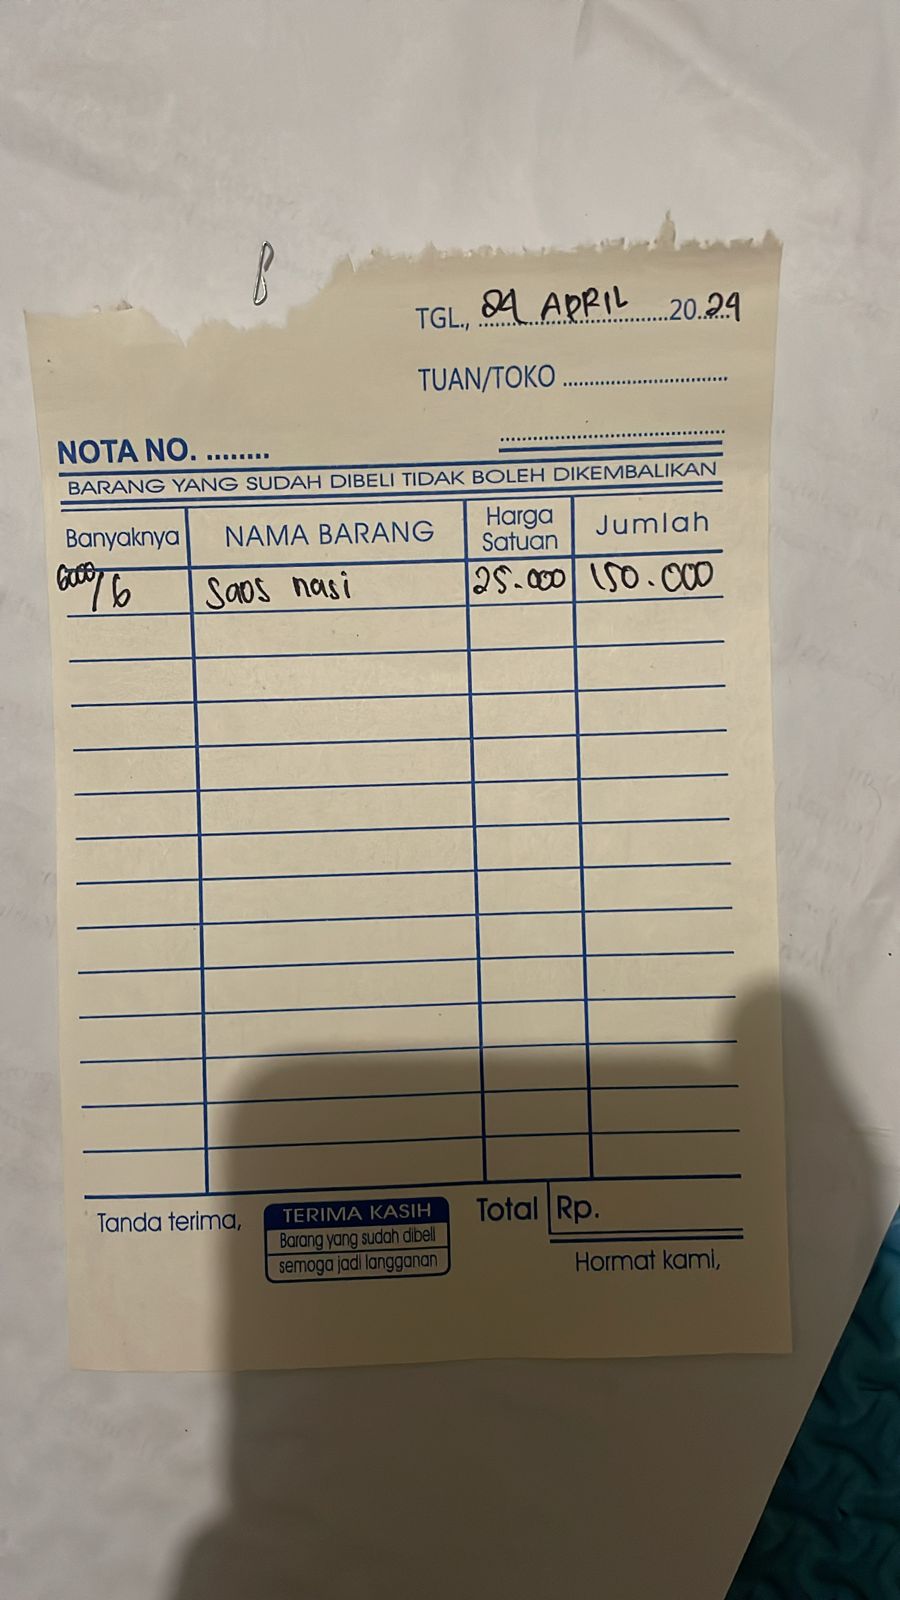 TGL., 24 APRIL 2024
TUAN/TOKO
NOTA NO.
BARANG YANG SUDAH DIBELI TIDAK BOLEH DIKEMBALIKAN
Banyaknya NAMA BARANG Harga Satuan Jumlah
6000/6 Saos nasi 25.000 150.000
Tanda terima, TERIMA KASIH Total Rp.
Barang yang sudah dibeli
semoga jadi langganan
Hormat kami,